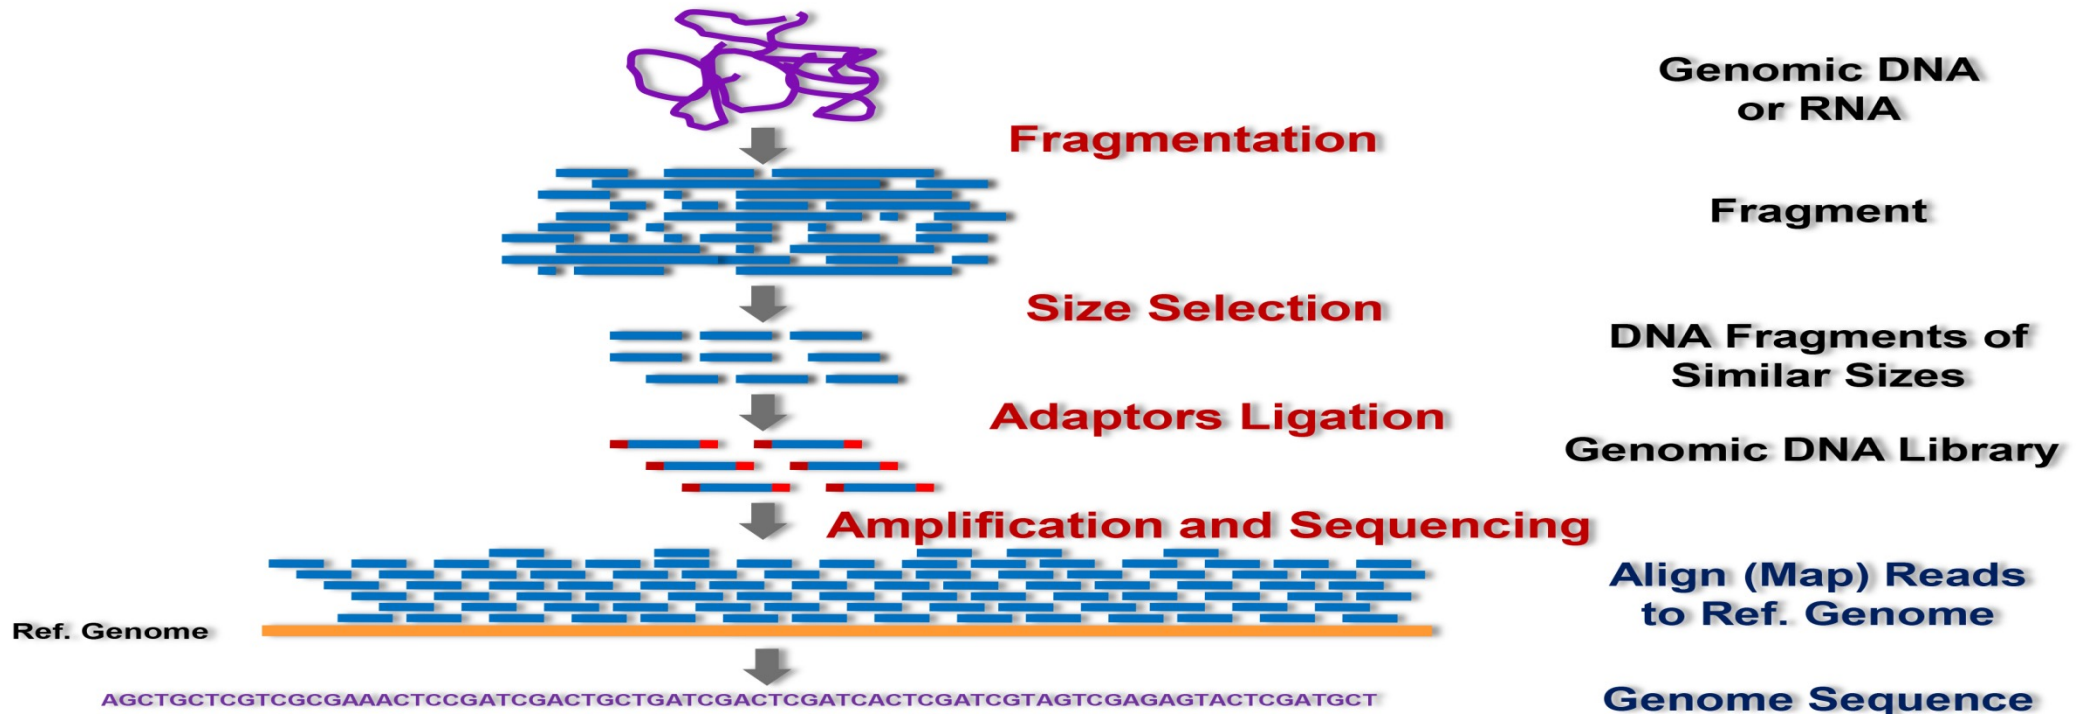 Genomic DNA
or RNA
Fragmentation
Fragment
Size Selection
DNA Fragments of
Similar Sizes
Adaptors Ligation
Genomic DNA Library
Amplification and Sequencing
Align (Map) Reads
to Ref. Genome
Ref. Genome
AGCTGCTCGTCGCGAAACTCCGATCGACTGCTGATCGACTCGATCACTCGATCGTAGTCGAGAGTACTCGATGCT
Genome Sequence